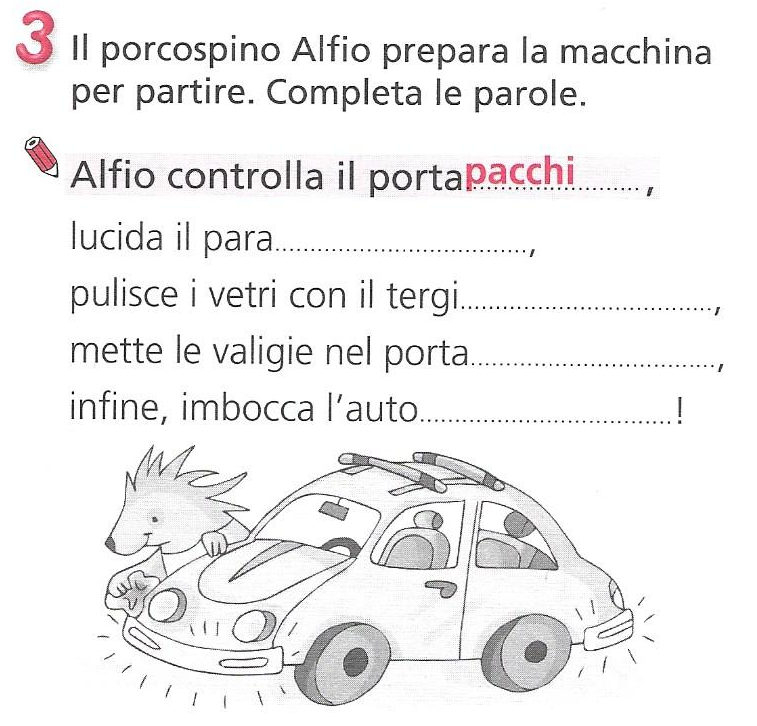 3 Il porcospino Alfio prepara la macchina
per partire. Completa le parole.
Alfio controlla il portapacchi..........,
lucida il para..............................,
pulisce i vetri con il tergi..............................,
mette le valigie nel porta..............................,
infine, imbocca l'auto..............................!